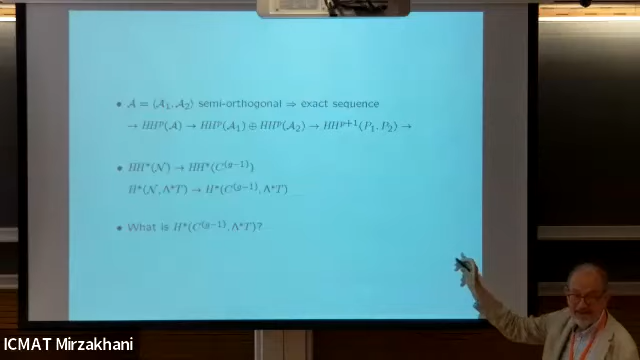 • 𝒜 = ⟨𝒜₁, 𝒜₂⟩ semi-orthogonal ⇒ exact sequence
→ HHᵖ(𝒜) → HHᵖ(𝒜₁) ⊕ HHᵖ(𝒜₂) → HHᵖ⁺¹(P₁, P₂) →
• HH*(𝒩) → HH*(C⁽ᵍ⁻¹⁾)
H*(𝒩, Λ*T) → H*(C⁽ᵍ⁻¹⁾, Λ*T)
• What is H*(C⁽ᵍ⁻¹⁾, Λ*T)?
ICMAT Mirzakhani